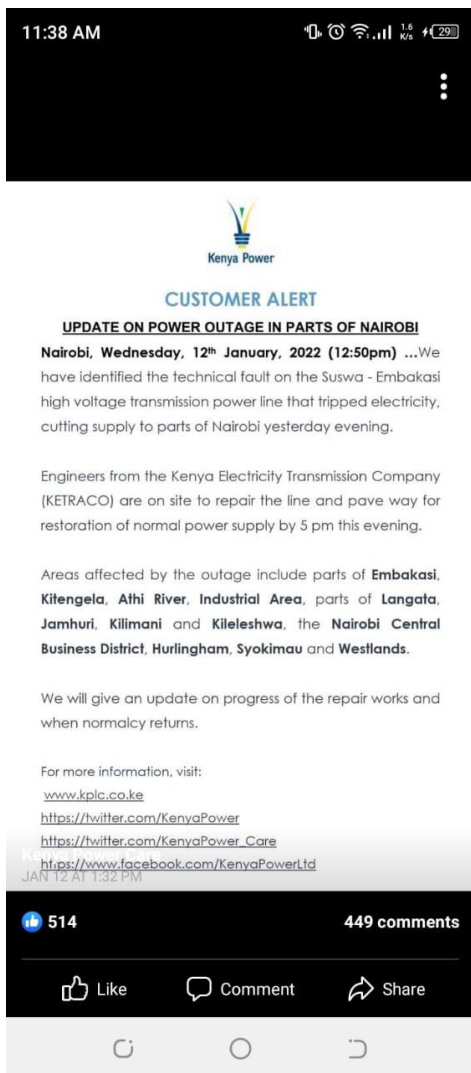 11:38 AM
1.6
K/s
29
Kenya Power
CUSTOMER ALERT
UPDATE ON POWER OUTAGE IN PARTS OF NAIROBI
Nairobi, Wednesday, 12th January, 2022 (12:50pm) ...We
have identified the technical fault on the Suswa - Embakasi
high voltage transmission power line that tripped electricity,
cutting supply to parts of Nairobi yesterday evening.
Engineers from the Kenya Electricity Transmission Company
(KETRACO) are on site to repair the line and pave way for
restoration of normal power supply by 5 pm this evening.
Areas affected by the outage include parts of Embakasi,
Kitengela, Athi River, Industrial Area, parts of Langata,
Jamhuri, Kilimani and Kileleshwa, the Nairobi Central
Business District, Hurlingham, Syokimau and Westlands.
We will give an update on progress of the repair works and
when normalcy returns.
For more information, visit:
www.kplc.co.ke
https://twitter.com/KenyaPower
https://twitter.com/KenyaPower_Care
Kenya Power Care
https://www.facebook.com/KenyaPowerLtd
JAN 12 AT 1:32 PM
514
449 comments
Like
Comment
Share